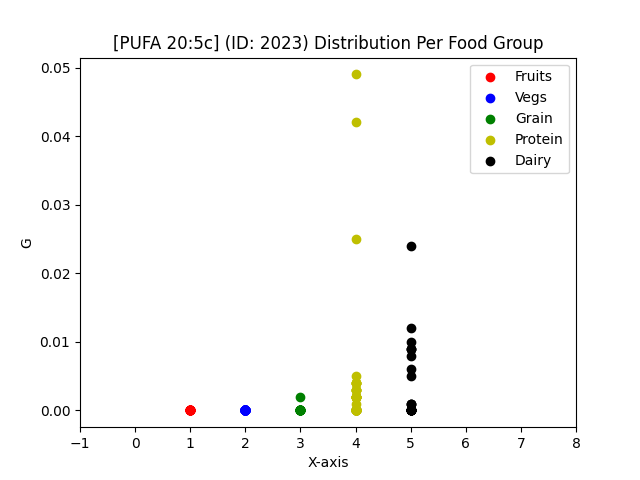 [PUFA 20:5c] (ID: 2023) Distribution Per Food Group
0.05
0.04
0.03
0.02
0.01
0.00
G
Fruits
Vegs
Grain
Protein
Dairy
−1 0 1 2 3 4 5 6 7 8
X-axis